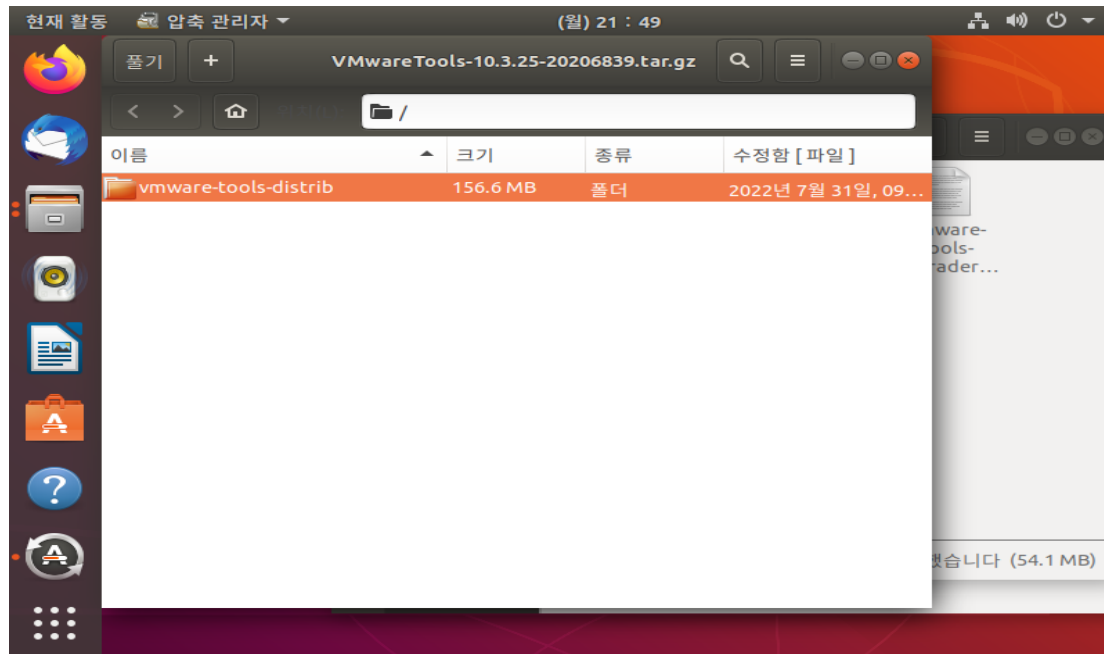 현재 활동 압축 관리자 (월) 21 : 49
풀기 + VMwareTools-10.3.25-20206839.tar.gz
/
이름 크기 종류 수정함 [파일]
vmware-tools-distrib 156.6 MB 폴더 2022년 7월 31일, 09...
ware-
ools-
rader...
했습니다 (54.1 MB)